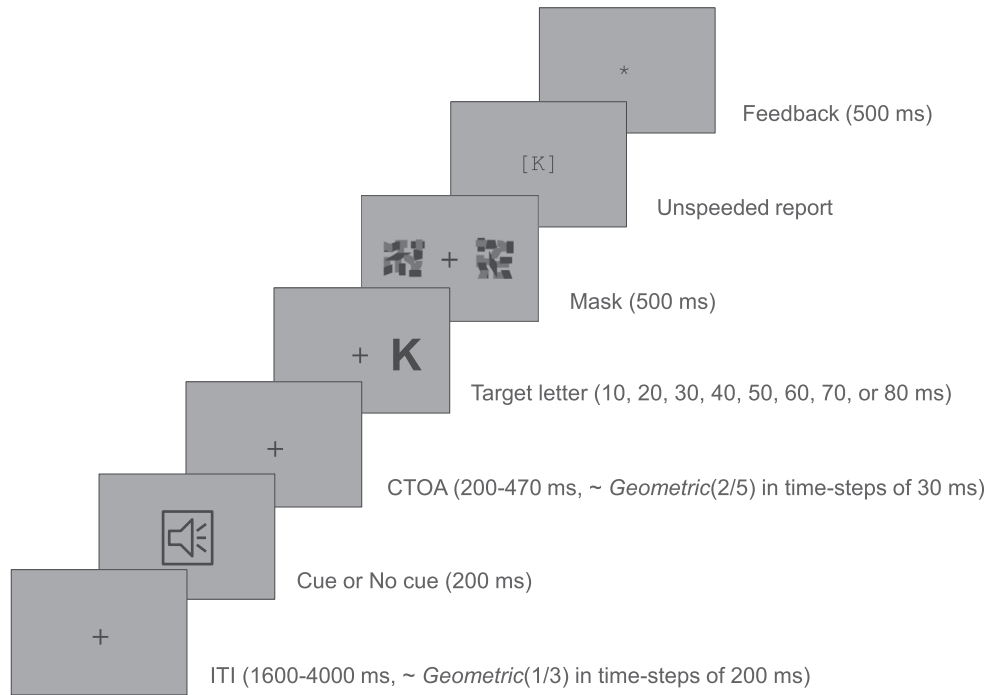 *
Feedback (500 ms)
[K]
Unspeeded report
+
Mask (500 ms)
+ K
Target letter (10, 20, 30, 40, 50, 60, 70, or 80 ms)
+
CTOA (200-470 ms, ~ Geometric(2/5) in time-steps of 30 ms)
Cue or No cue (200 ms)
+
ITI (1600-4000 ms, ~ Geometric(1/3) in time-steps of 200 ms)